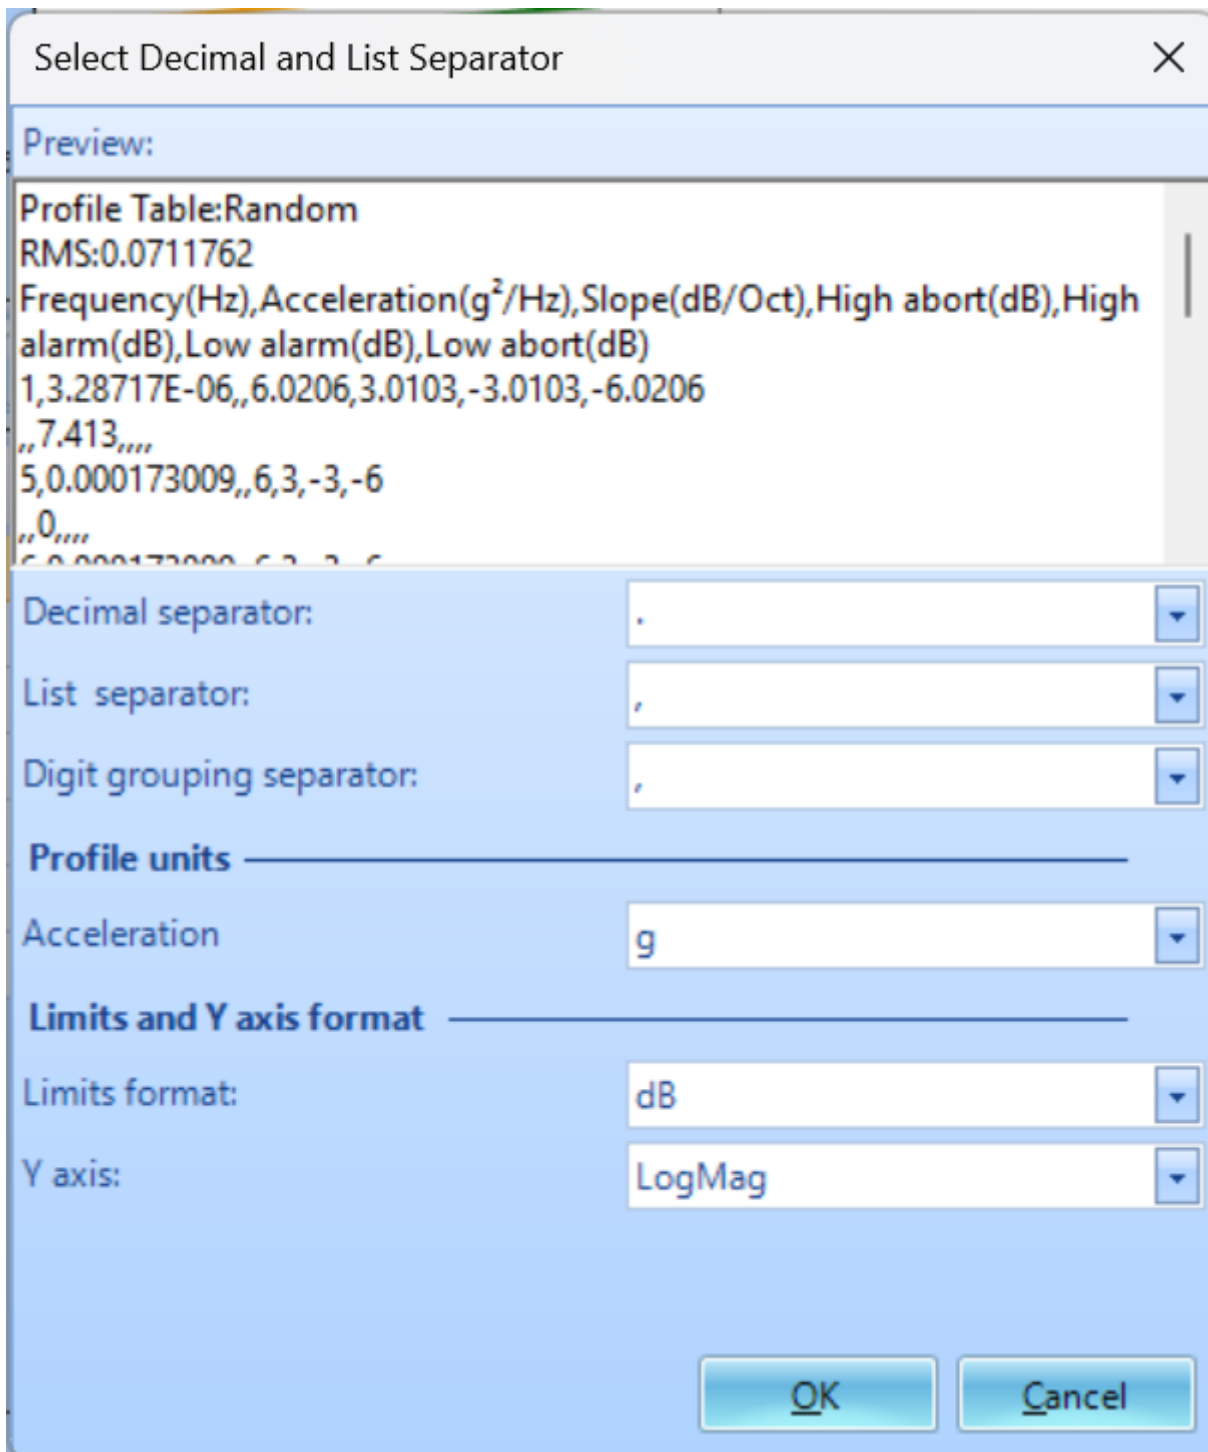 Select Decimal and List Separator
Preview:
Profile Table:Random
RMS:0.0711762
Frequency(Hz),Acceleration(g²/Hz),Slope(dB/Oct),High abort(dB),High
alarm(dB),Low alarm(dB),Low abort(dB)
1,3.28717E-06,,6.0206,3.0103,-3.0103,-6.0206
,,7.413,,,,
5,0.000173009,,6,3,-3,-6
,,0,,,,
Decimal separator: .
List  separator: ,
Digit grouping separator: ,
Profile units
Acceleration g
Limits and Y axis format
Limits format: dB
Y axis: LogMag
OK Cancel